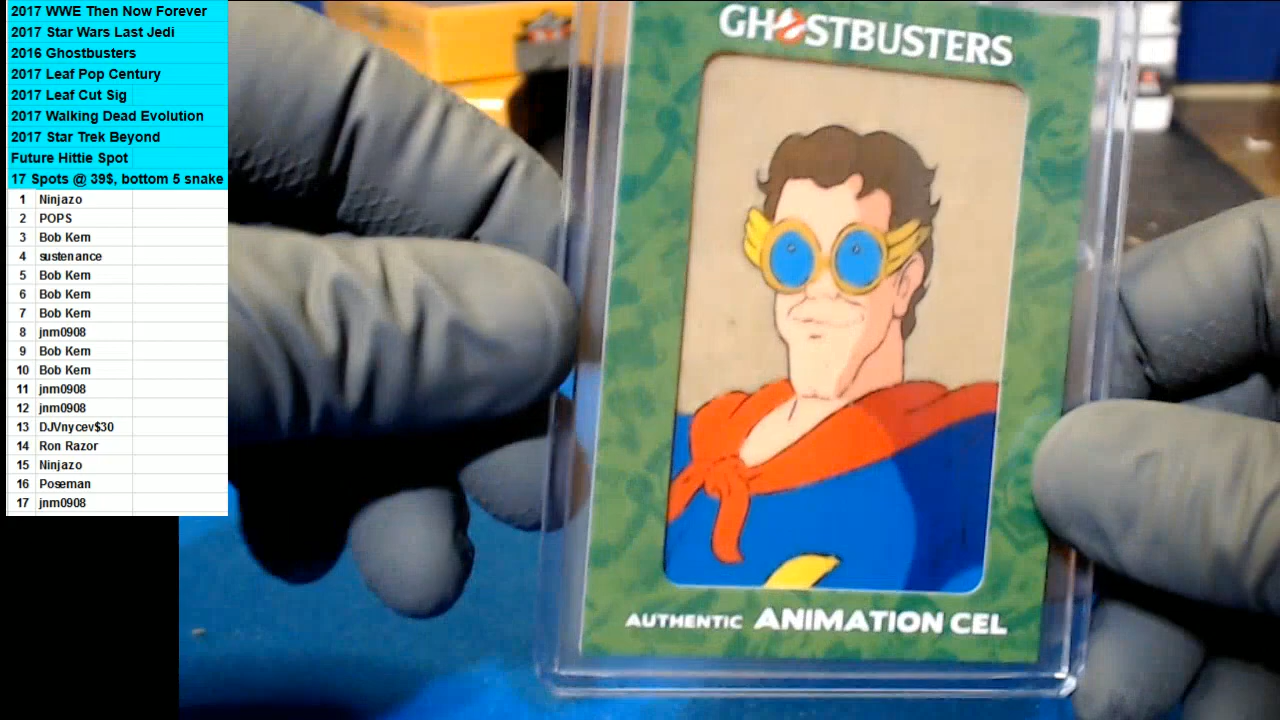 2017 WWE Then Now Forever
2017 Star Wars Last Jedi
2016 Ghostbusters
2017 Leaf Pop Century
2017 Leaf Cut Sig
2017 Walking Dead Evolution
2017 Star Trek Beyond
Future Hittie Spot
17 Spots @ 39$, bottom 5 snake
1 Ninjazo
2 POPS
3 Bob Kem
4 sustenance
5 Bob Kem
6 Bob Kem
7 Bob Kem
8 jnm0908
9 Bob Kem
10 Bob Kem
11 jnm0908
12 jnm0908
13 DJVnycev$30
14 Ron Razor
15 Ninjazo
16 Poseman
17 jnm0908
GHOSTBUSTERS
AUTHENTIC ANIMATION CEL